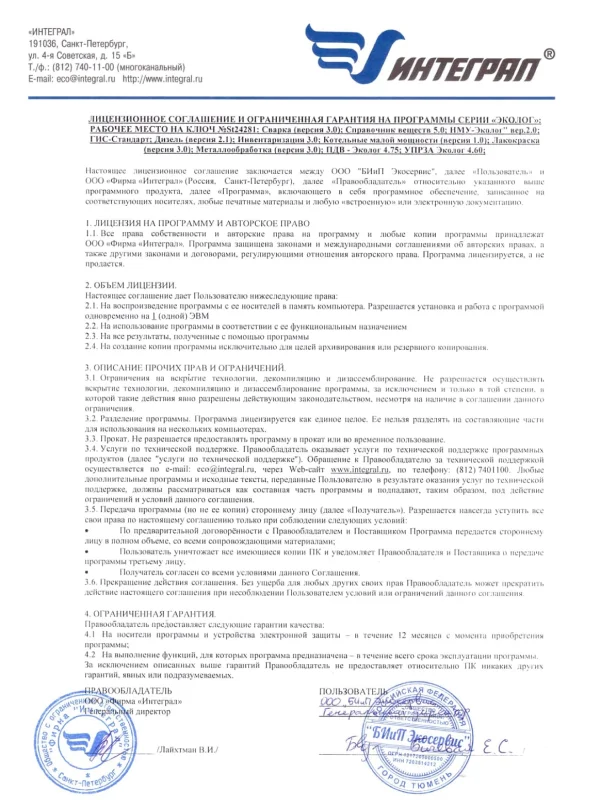 «ИНТЕГРАЛ»
191036, Санкт-Петербург,
ул. 4-я Советская, д. 15 «Б»
Т./ф.: (812) 740-11-00 (многоканальный)
E-mail: eco@integral.ru http://www.integral.ru
ИНТЕГРАЛ®
ЛИЦЕНЗИОННОЕ СОГЛАШЕНИЕ И ОГРАНИЧЕННАЯ ГАРАНТИЯ НА ПРОГРАММЫ СЕРИИ «ЭКОЛОГ»:
РАБОЧЕЕ МЕСТО НА КЛЮЧ №St24281: Сварка (версия 3.0); Справочник веществ 5.0; НМУ-Эколог" вер.2.0;
ГИС-Стандарт; Дизель (версия 2.1); Инвентаризация 3.0; Котельные малой мощности (версия 1.0); Лакокраска
(версия 3.0); Металлообработка (версия 3.0); ПДВ - Эколог 4.75; УПРЗА Эколог 4.60;
Настоящее лицензионное соглашение заключается между ООО "БИиП Экосервис", далее «Пользователь» и
ООО «Фирма «Интеграл» (Россия, Санкт-Петербург), далее «Правообладатель» относительно указанного выше
программного продукта, далее «Программа», включающего в себя программное обеспечение, записанное на
соответствующих носителях, любые печатные материалы и любую «встроенную» или электронную документацию.
1. ЛИЦЕНЗИЯ НА ПРОГРАММУ И АВТОРСКОЕ ПРАВО
1.1. Все права собственности и авторские права на программу и любые копии программы принадлежат
ООО «Фирма «Интеграл». Программа защищена законами и международными соглашениями об авторских правах, а
также другими законами и договорами, регулирующими отношения авторского права. Программа лицензируется, а не
продается.
2. ОБЪЕМ ЛИЦЕНЗИИ.
Настоящее соглашение дает Пользователю нижеследующие права:
2.1. На воспроизведение программы с ее носителей в память компьютера. Разрешается установка и работа с программой
одновременно на 1 (одной) ЭВМ
2.2. На использование программы в соответствии с ее функциональным назначением
2.3. На все результаты, полученные с помощью программы
2.4. На создание копии программы исключительно для целей архивирования или резервного копирования.
3. ОПИСАНИЕ ПРОЧИХ ПРАВ И ОГРАНИЧЕНИЙ.
3.1. Ограничения на вскрытие технологии, декомпиляцию и дизассемблирование. Не разрешается осуществлять
вскрытие технологии, декомпиляцию и дизассемблирование программы, за исключением и только в той степени, в
которой такие действия явно разрешены действующим законодательством, несмотря на наличие в соглашении данного
ограничения.
3.2. Разделение программы. Программа лицензируется как единое целое. Ее нельзя разделять на составляющие части
для использования на нескольких компьютерах.
3.3. Прокат. Не разрешается предоставлять программу в прокат или во временное пользование.
3.4. Услуги по технической поддержке. Правообладатель оказывает услуги по технической поддержке программных
продуктов (далее "услуги по технической поддержке"). Обращение к Правообладателю за технической поддержкой
осуществляется по e-mail: eco@integral.ru, через Web-сайт www.integral.ru, по телефону: (812) 7401100. Любые
дополнительные программы и исходные тексты, переданные Пользователю в результате оказания услуг по технической
поддержке, должны рассматриваться как составная часть программы и подпадают, таким образом, под действие
ограничений и условий данного соглашения.
3.5. Передача программы (но не ее копии) стороннему лицу (далее «Получатель»). Разрешается навсегда уступить все
свои права по настоящему соглашению только при соблюдении следующих условий:
• По предварительной договорённости с Правообладателем и Поставщиком Программа передается стороннему
лицу в полном объеме, со всеми сопровождающими материалами;
• Пользователь уничтожает все имеющиеся копии ПК и уведомляет Правообладателя и Поставщика о передаче
программы третьему лицу.
• Получатель согласен со всеми условиями данного Соглашения.
3.6. Прекращение действия соглашения. Без ущерба для любых других своих прав Правообладатель может прекратить
действие настоящего соглашения при несоблюдении Пользователем условий или ограничений данного соглашения.
4. ОГРАНИЧЕННАЯ ГАРАНТИЯ.
Правообладатель предоставляет следующие гарантии качества:
4.1 На носители программы и устройства электронной защиты – в течение 12 месяцев с момента приобретения
программы;
4.2 На выполнение функций, для которых программа предназначена – в течение всего срока эксплуатации программы.
За исключением описанных выше гарантий Правообладатель не предоставляет относительно ПК никаких других
гарантий, явных или подразумеваемых.
ПРАВООБЛАДАТЕЛЬ
ООО «Фирма «Интеграл»
Генеральный директор
/Лайхтман В.И./
Общество с ограниченной ответственностью
Фирма "Интеграл"
Санкт-Петербург
ПОЛЬЗОВАТЕЛЬ
ООО "БИиП Экосервис"
Генеральный директор
РОССИЙСКАЯ ФЕДЕРАЦИЯ
ОТВЕТСТВЕННОСТЬЮ
"БИиП Экосервис"
ГОРОД ТЮМЕНЬ
Е.С.